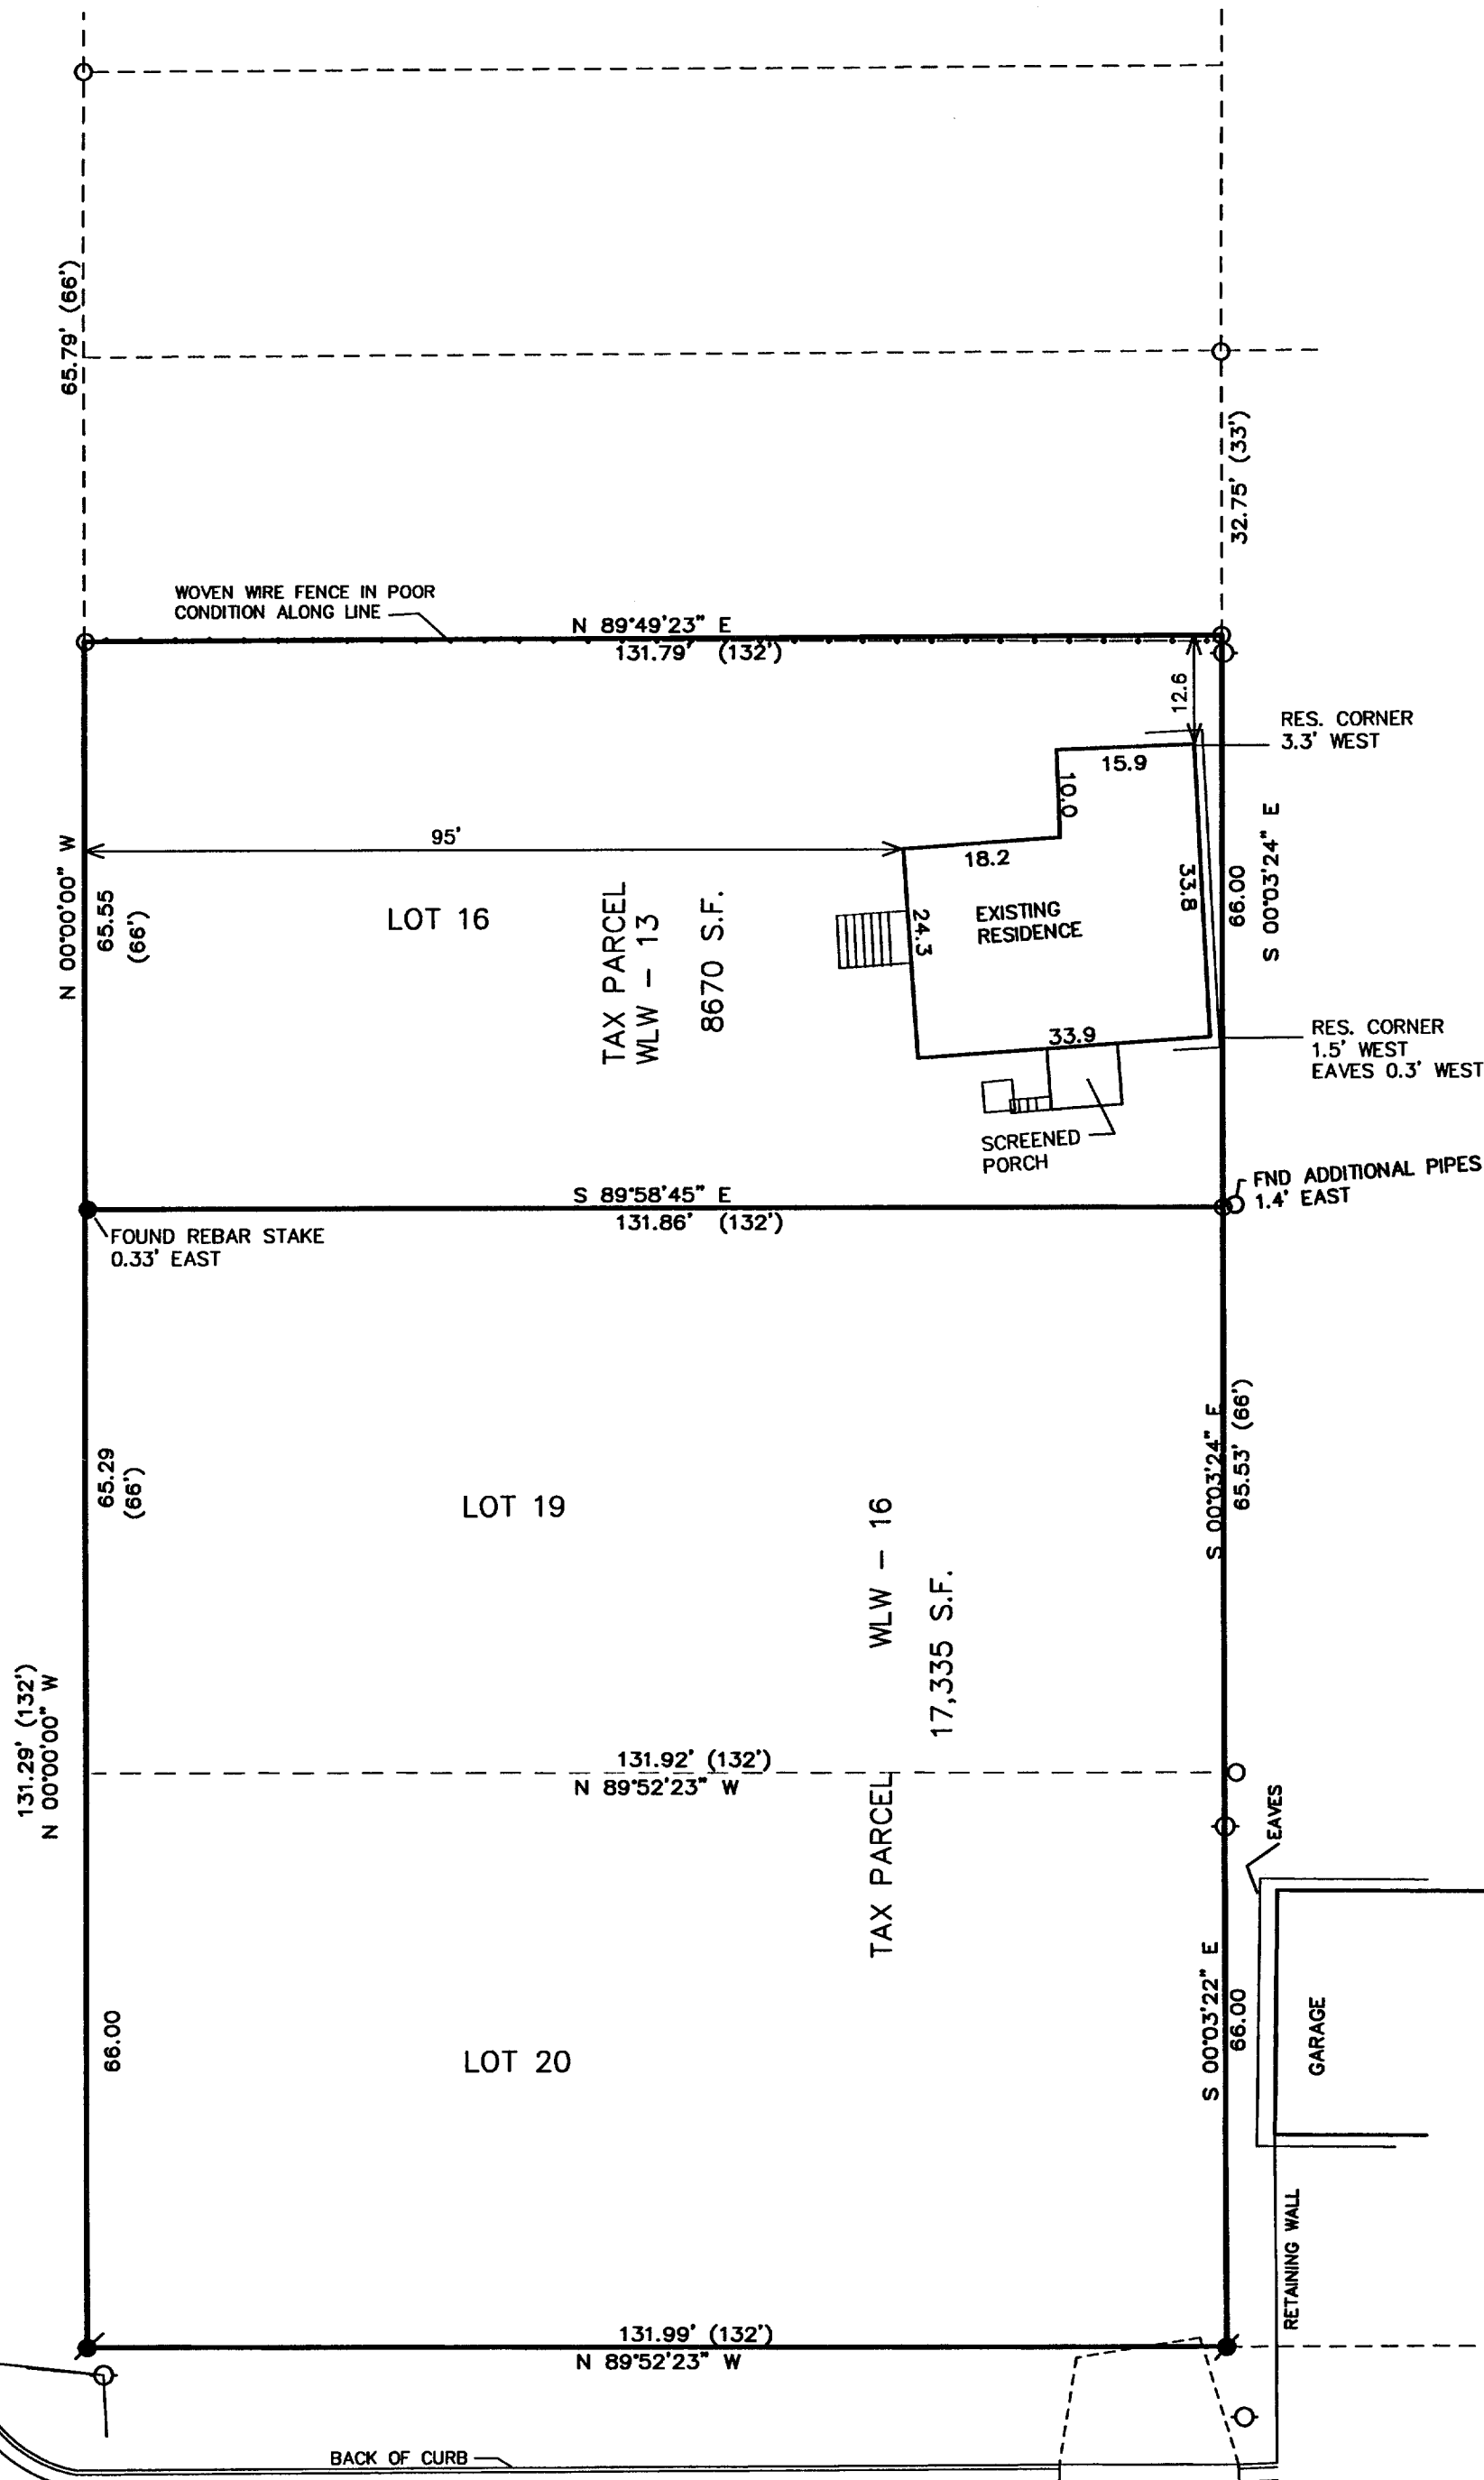 65.79' (66')
32.75' (33')
WOVEN WIRE FENCE IN POOR
CONDITION ALONG LINE
N 89°49'23" E
131.79' (132')
12.6
RES. CORNER
3.3' WEST
15.9
10.0
95'
18.2
N 00°00'00" W
65.55
(66')
LOT 16
TAX PARCEL
WLW - 13
8670 S.F.
24.3
EXISTING
RESIDENCE
33.8
66.00
S 00°03'24" E
33.9
RES. CORNER
1.5' WEST
EAVES 0.3' WEST
SCREENED
PORCH
FND ADDITIONAL PIPES
1.4' EAST
S 89°58'45" E
131.86' (132')
FOUND REBAR STAKE
0.33' EAST
65.29
(66')
LOT 19
S 00°03'24" E
65.53' (66')
TAX PARCEL WLW - 16
17,335 S.F.
131.29' (132')
N 00°00'00" W
131.92' (132')
N 89°52'23" W
EAVES
66.00
LOT 20
S 00°03'22" E
66.00
GARAGE
RETAINING WALL
131.99' (132')
N 89°52'23" W
BACK OF CURB